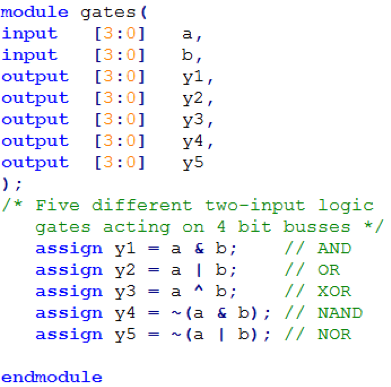 module gates(
input  [3:0]  a,
input  [3:0]  b,
output [3:0]  y1,
output [3:0]  y2,
output [3:0]  y3,
output [3:0]  y4,
output [3:0]  y5
);
/* Five different two-input logic
   gates acting on 4 bit busses */
   assign y1 = a & b;    // AND
   assign y2 = a | b;    // OR
   assign y3 = a ^ b;    // XOR
   assign y4 = ~(a & b); // NAND
   assign y5 = ~(a | b); // NOR
endmodule